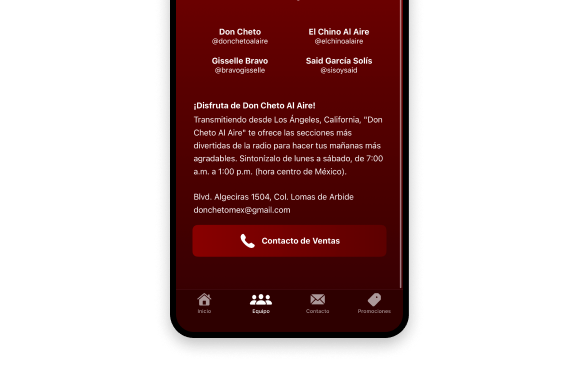 Don Cheto
@donchetoalaire
El Chino Al Aire
@elchinoalaire
Gisselle Bravo
@bravogisselle
Said García Solís
@sisoysaid
¡Disfruta de Don Cheto Al Aire!
Transmitiendo desde Los Ángeles, California, "Don
Cheto Al Aire" te ofrece las secciones más
divertidas de la radio para hacer tus mañanas más
agradables. Sintonízalo de lunes a sábado, de 7:00
a.m. a 1:00 p.m. (hora centro de México).
Blvd. Algeciras 1504, Col. Lomas de Arbide
donchetomex@gmail.com
Contacto de Ventas
Inicio
Equipo
Contacto
Promociones